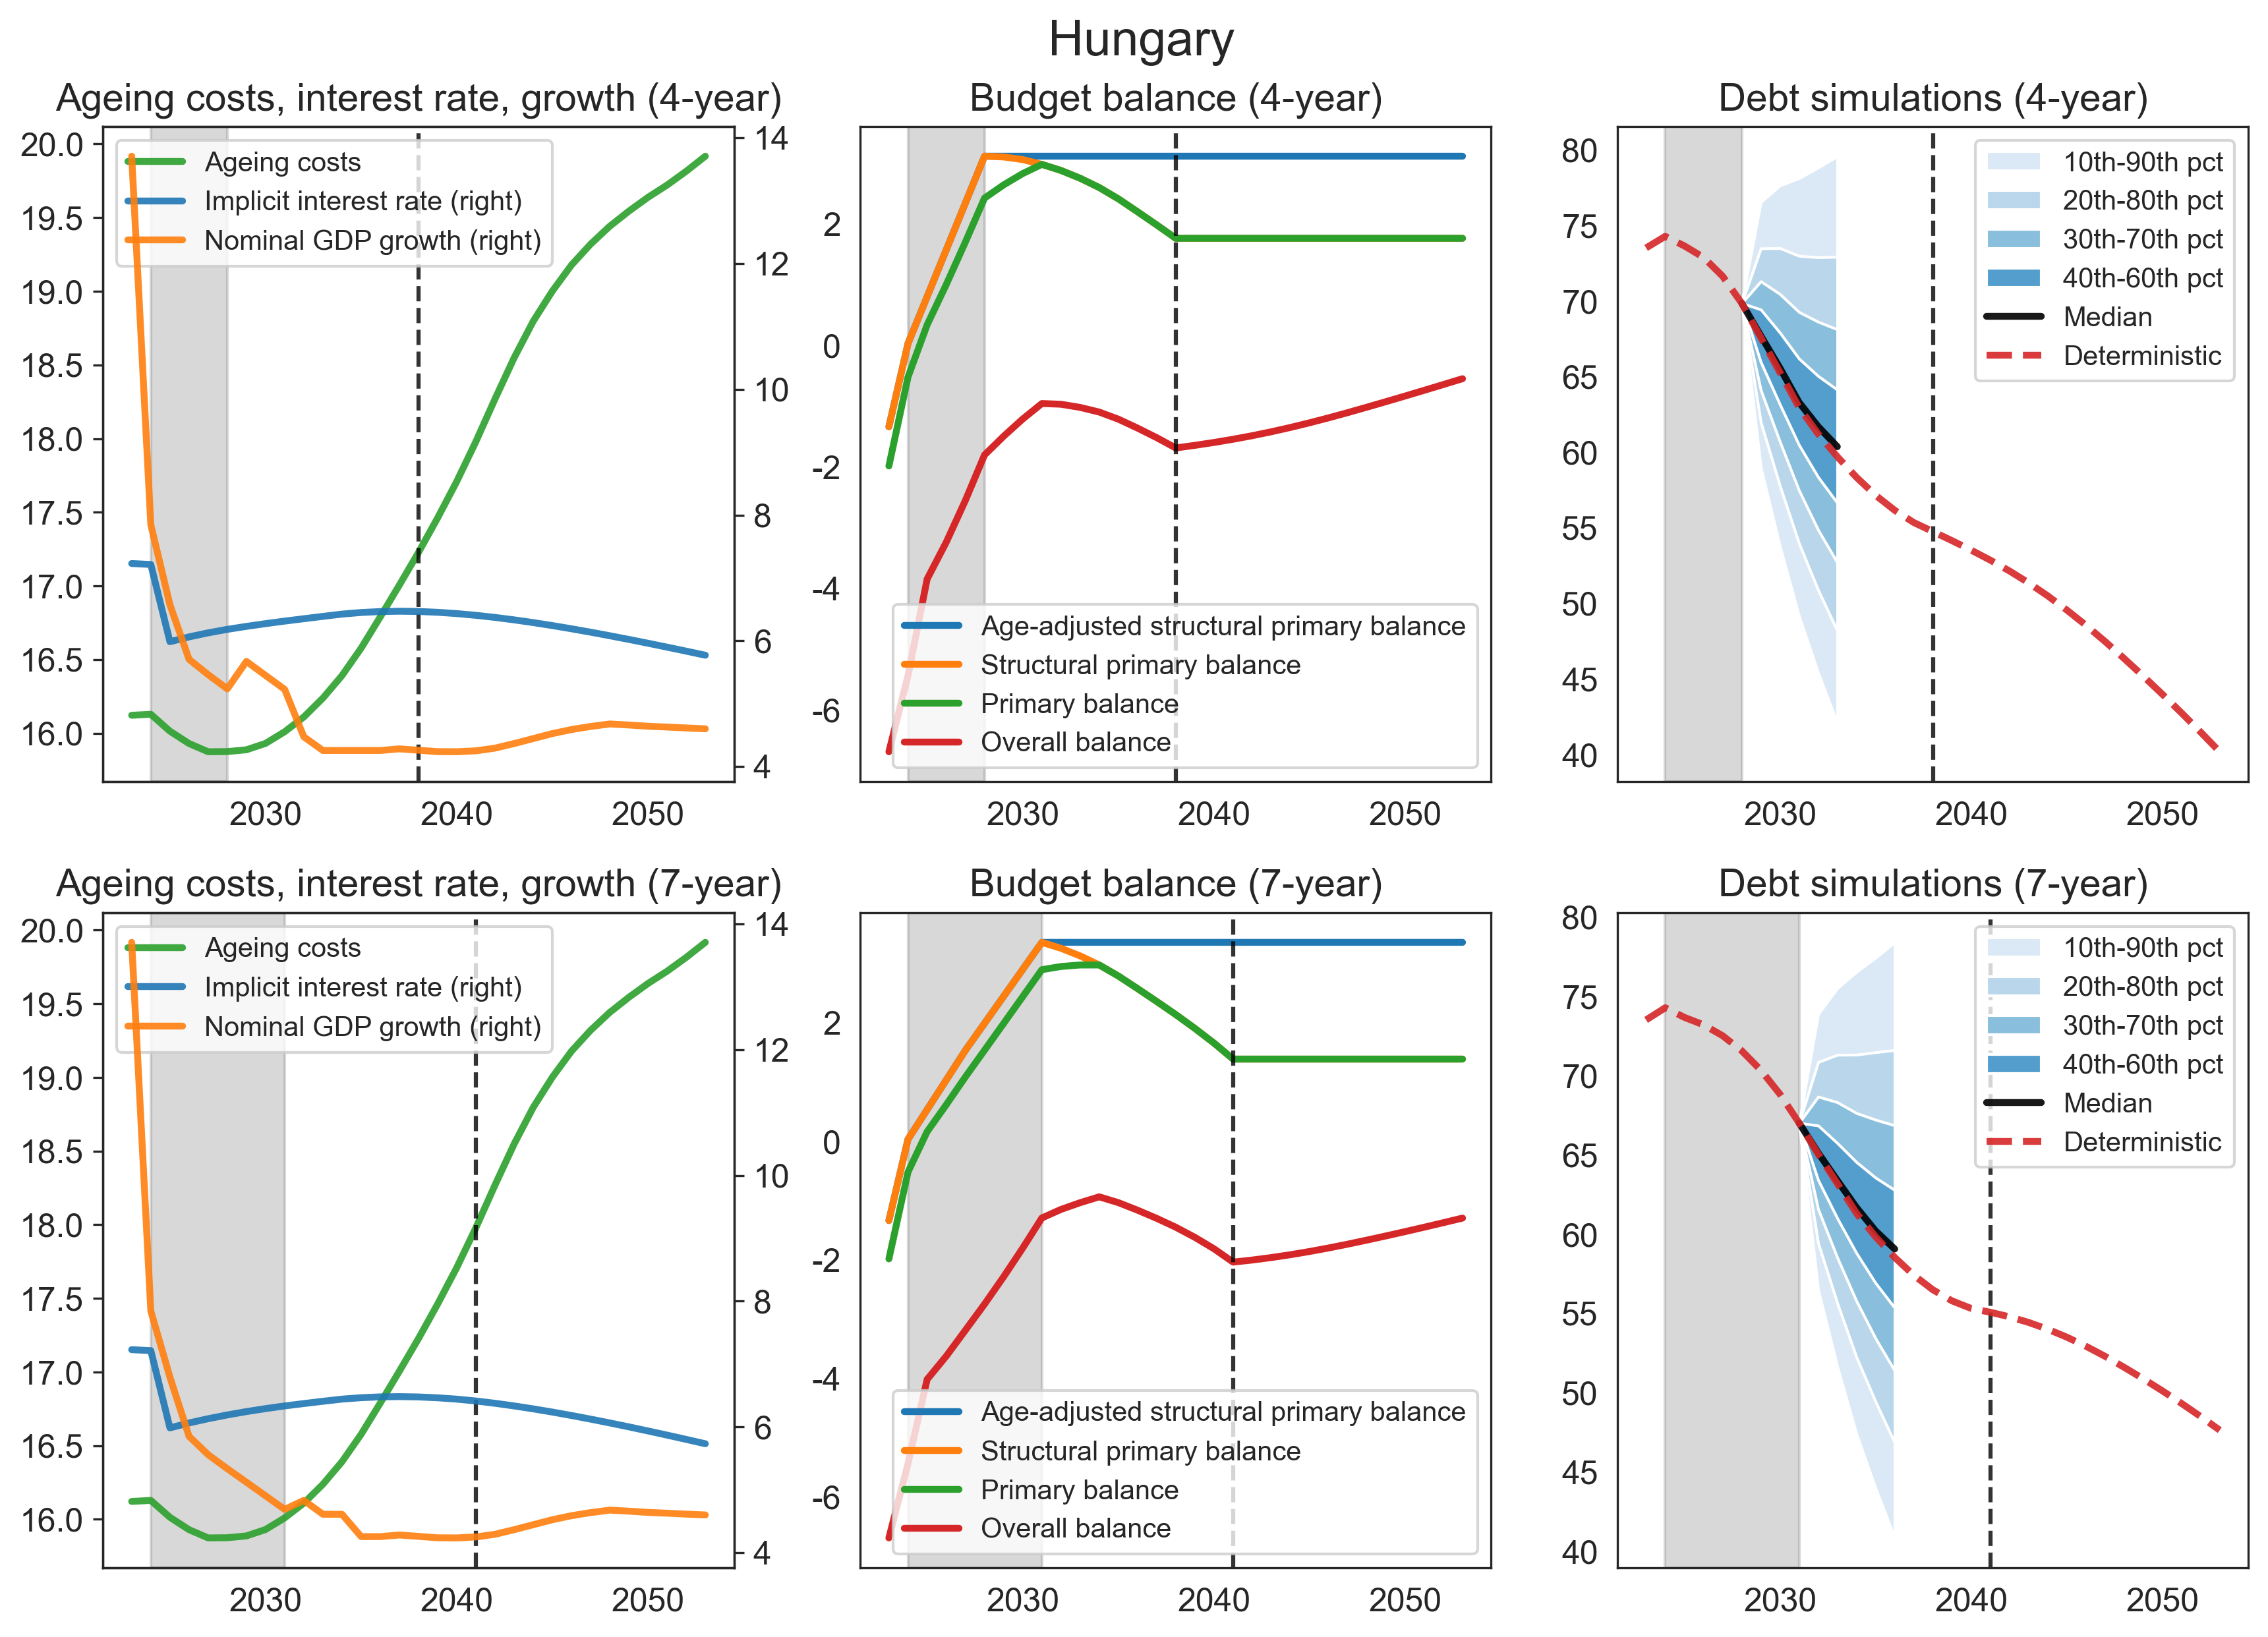 Hungary
Ageing costs, interest rate, growth (4-year)
20.0
19.5
19.0
18.5
18.0
17.5
17.0
16.5
16.0
14
12
10
8
6
4
2030
2040
2050
Ageing costs
Implicit interest rate (right)
Nominal GDP growth (right)
Budget balance (4-year)
2
0
-2
-4
-6
2030
2040
2050
Age-adjusted structural primary balance
Structural primary balance
Primary balance
Overall balance
Debt simulations (4-year)
80
75
70
65
60
55
50
45
40
2030
2040
2050
10th-90th pct
20th-80th pct
30th-70th pct
40th-60th pct
Median
Deterministic
Ageing costs, interest rate, growth (7-year)
20.0
19.5
19.0
18.5
18.0
17.5
17.0
16.5
16.0
14
12
10
8
6
4
2030
2040
2050
Ageing costs
Implicit interest rate (right)
Nominal GDP growth (right)
Budget balance (7-year)
2
0
-2
-4
-6
2030
2040
2050
Age-adjusted structural primary balance
Structural primary balance
Primary balance
Overall balance
Debt simulations (7-year)
80
75
70
65
60
55
50
45
40
2030
2040
2050
10th-90th pct
20th-80th pct
30th-70th pct
40th-60th pct
Median
Deterministic